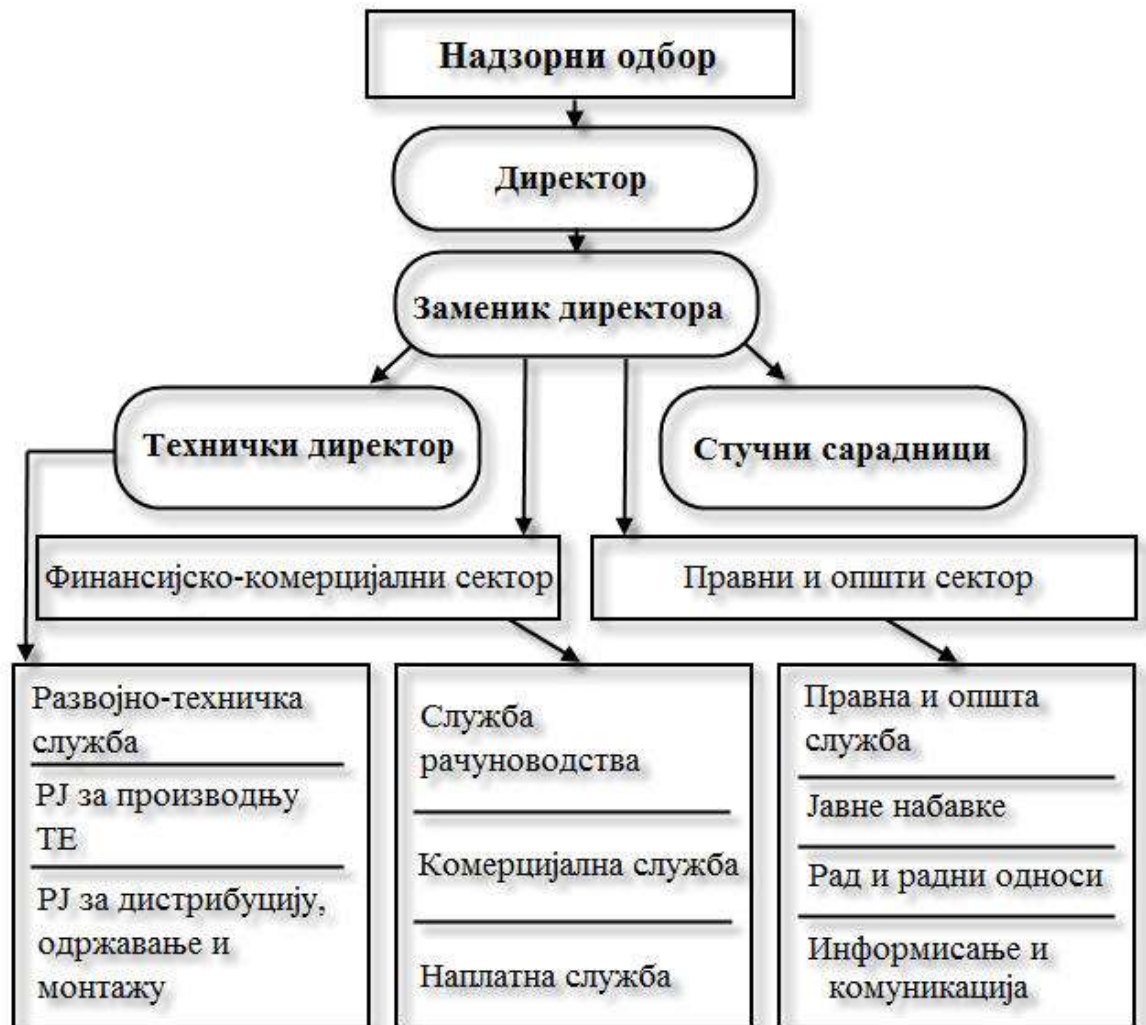 Надзорни одбор
Директор
Заменик директора
Технички директор
Стучни сарадници
Финансијско-комерцијални сектор
Правни и општи сектор
Развојно-техничка
служба
РЈ за производњу
ТЕ
РЈ за дистрибуцију,
одржавање и
монтажу
Служба
рачуноводства
Комерцијална служба
Наплатна служба
Правна и општа
служба
Јавне набавке
Рад и радни односи
Информисање и
комуникација